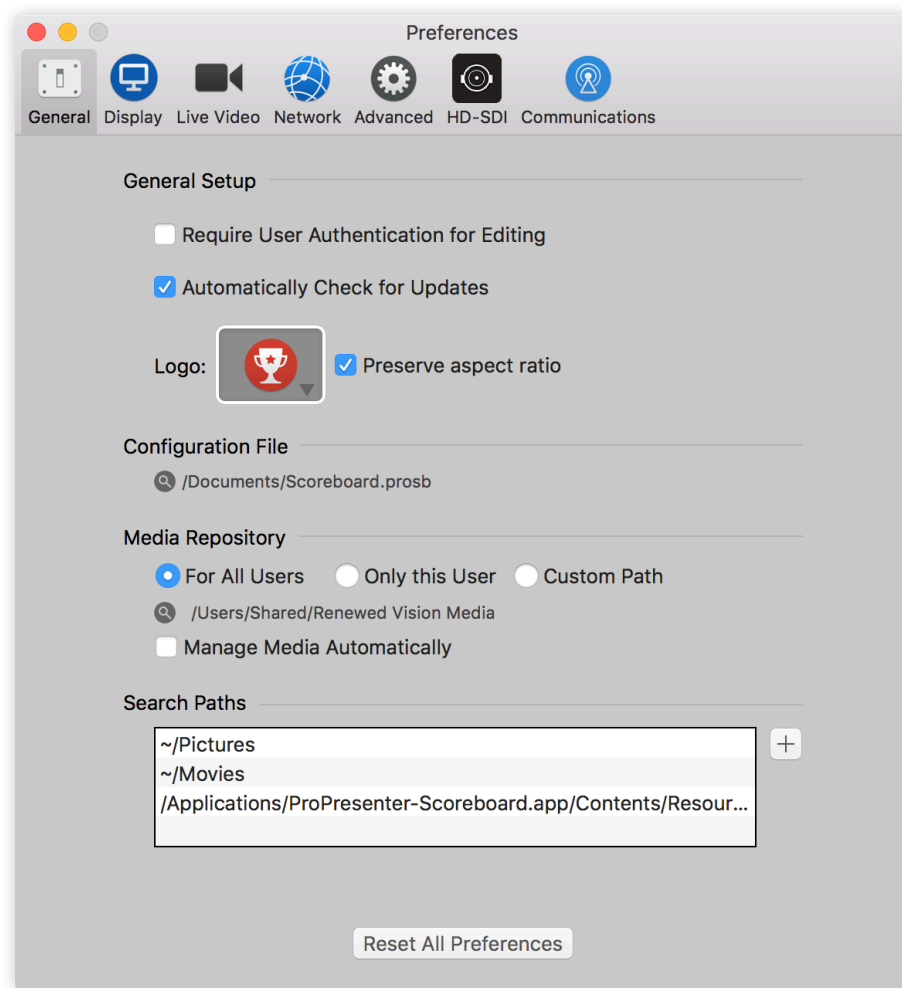 Preferences
General Display Live Video Network Advanced HD-SDI Communications
General Setup
Require User Authentication for Editing
Automatically Check for Updates
Logo: Preserve aspect ratio
Configuration File
/Documents/Scoreboard.prosb
Media Repository
For All Users Only this User Custom Path
/Users/Shared/Renewed Vision Media
Manage Media Automatically
Search Paths
~/Pictures
~/Movies
/Applications/ProPresenter-Scoreboard.app/Contents/Resour...
Reset All Preferences